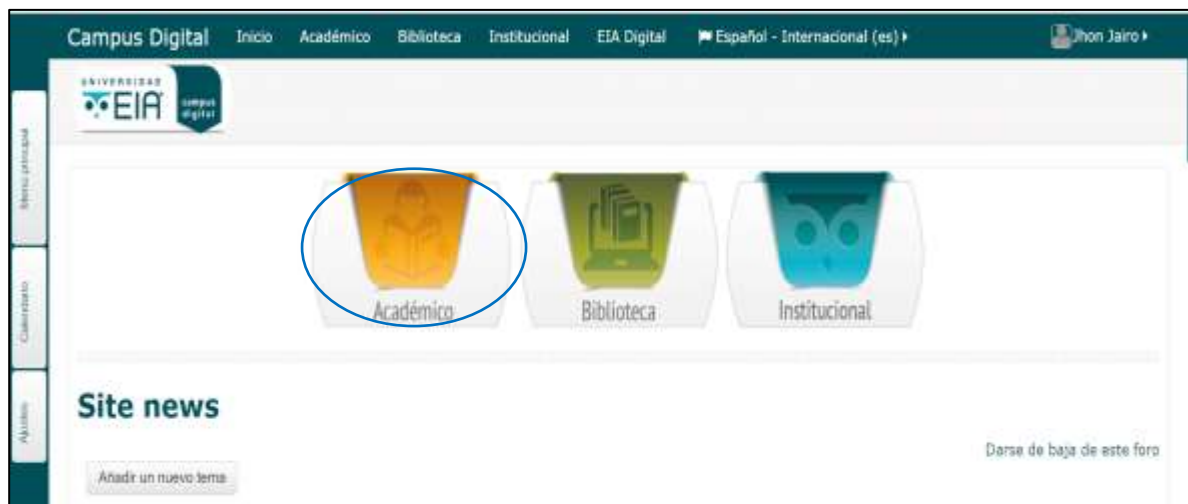 Campus Digital Inicio Académico Biblioteca Institucional EIA Digital Español - Internacional (es) Jhon Jairo
UNIVERSIDAD
EIA
campus
digital
Menú principal
Calendario
Ajustes
Académico Biblioteca Institucional
Site news
Darse de baja de este foro
Añadir un nuevo tema